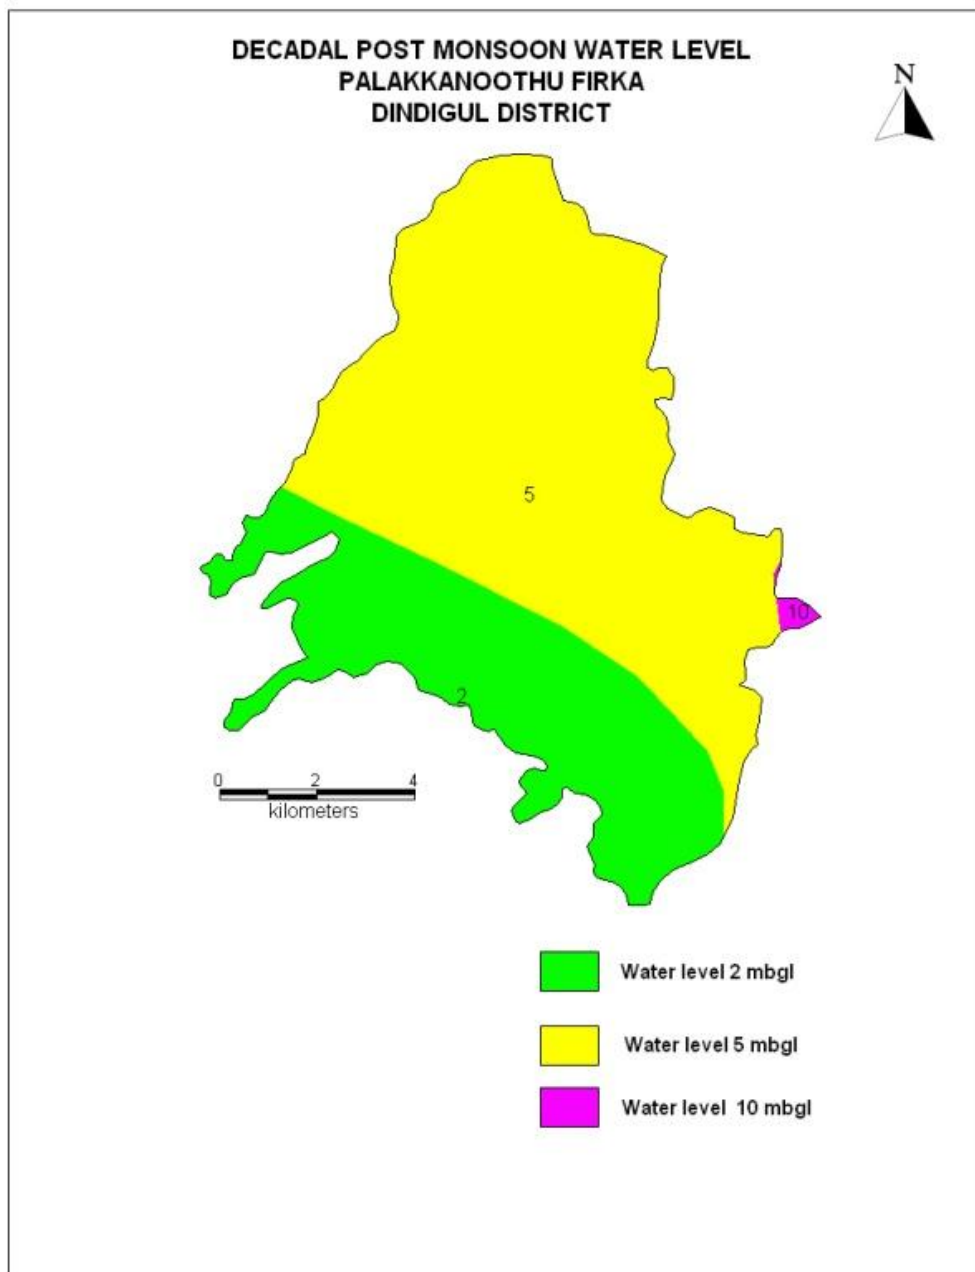 DECADAL POST MONSOON WATER LEVEL
PALAKKANOOTHU FIRKA
DINDIGUL DISTRICT
N
5
10
2
0 2 4
kilometers
Water level 2 mbgl
Water level 5 mbgl
Water level 10 mbgl